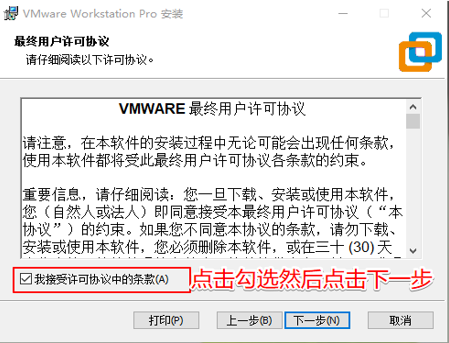 VMware Workstation Pro 安装
最终用户许可协议
请仔细阅读以下许可协议。
VMWARE 最终用户许可协议
请注意，在本软件的安装过程中无论可能会出现任何条款，
使用本软件都将受此最终用户许可协议各条款的约束。
重要信息，请仔细阅读：您一旦下载、安装或使用本软件，
您（自然人或法人）即同意接受本最终用户许可协议（“本
协议”）的约束。如果您不同意本协议的条款，请勿下载、
安装或使用本软件，您必须删除本软件，或在三十 (30) 天
我接受许可协议中的条款(A)
点击勾选然后点击下一步
打印(P)
上一步(B)
下一步(N)
取消